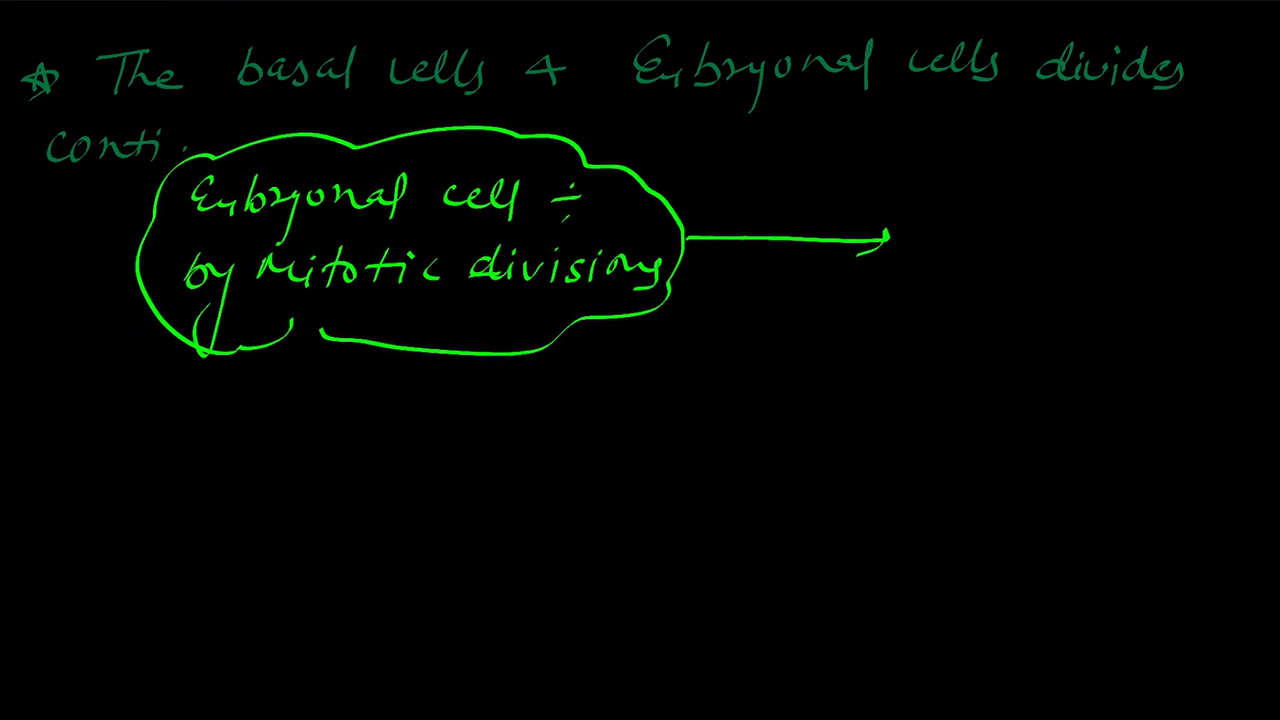 ☆ The basal cells + Embryonal cells divides
conti.
Embryonal cell ÷
by Mitotic divisions